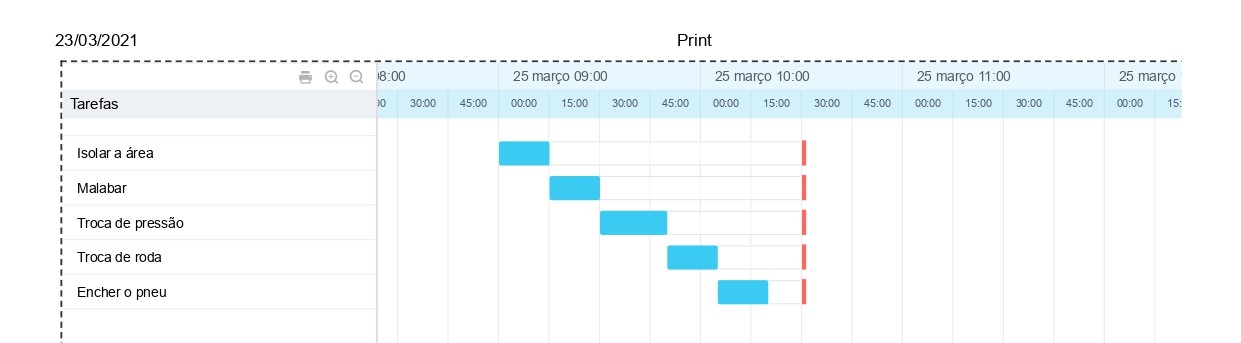 23/03/2021 Print
08:00 25 março 09:00 25 março 10:00 25 março 11:00 25 março
Tarefas 30:00 45:00 00:00 15:00 30:00 45:00 00:00 15:00 30:00 45:00 00:00 15:00 30:00 45:00 00:00 15:
Isolar a área
Malabar
Troca de pressão
Troca de roda
Encher o pneu